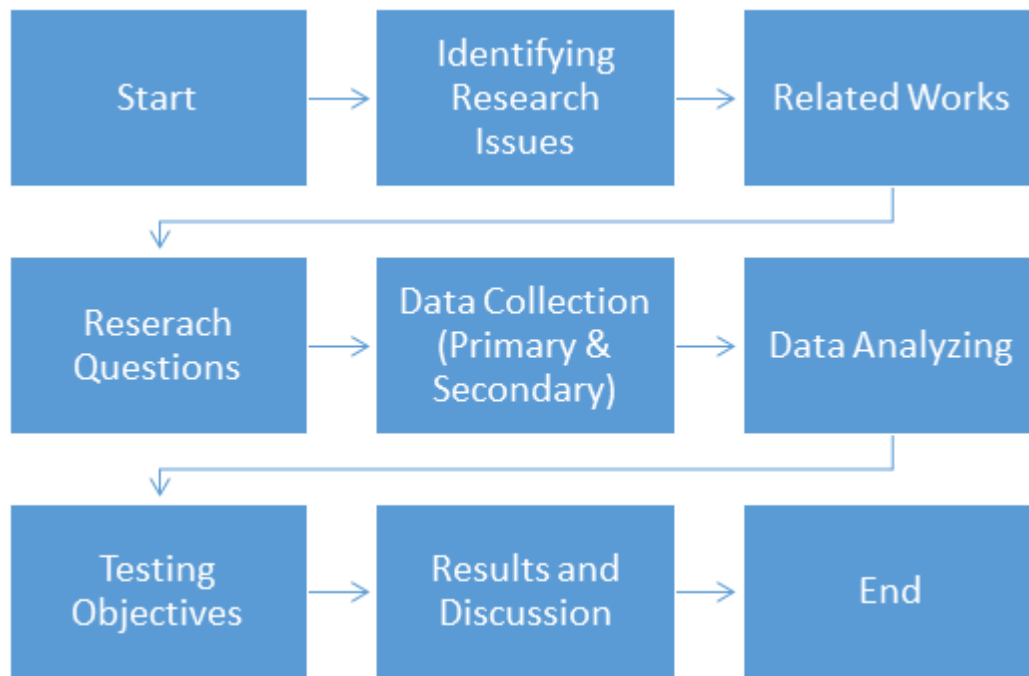 Start
Identifying
Research
Issues
Related Works
Reserach
Questions
Data Collection
(Primary &
Secondary)
Data Analyzing
Testing
Objectives
Results and
Discussion
End